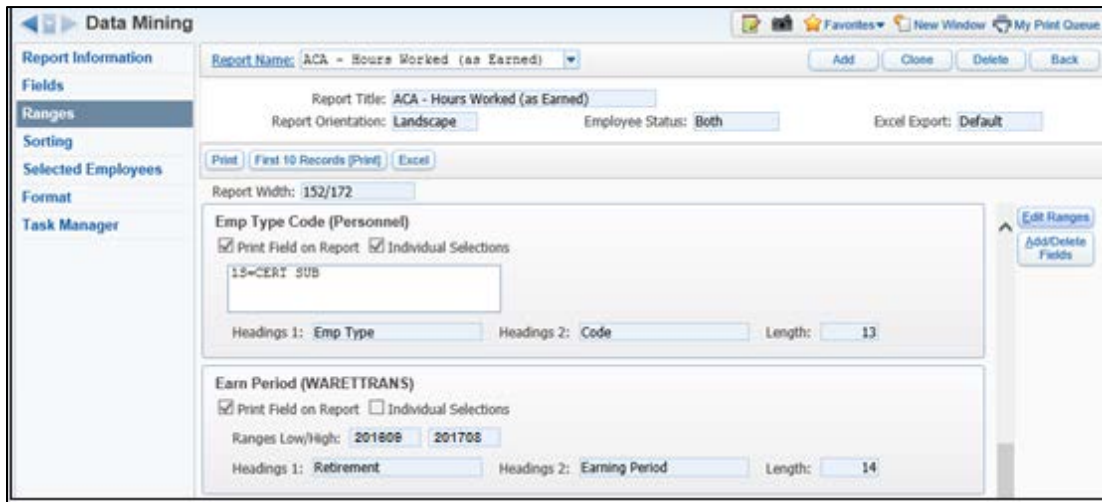 Data Mining
Favorites New Window My Print Queue
Report Information
Fields
Ranges
Sorting
Selected Employees
Format
Task Manager
Report Name: ACA - Hours Worked (as Earned)
Add Clone Delete Back
Report Title: ACA - Hours Worked (as Earned)
Report Orientation: Landscape Employee Status: Both Excel Export: Default
Print First 10 Records [Print] Excel
Report Width: 152/172
Emp Type Code (Personnel)
Print Field on Report Individual Selections
1S=CERT SUB
Headings 1: Emp Type Headings 2: Code Length: 13
Edit Ranges
Add/Delete
Fields
Earn Period (WARETTRANS)
Print Field on Report Individual Selections
Ranges Low/High: 201609 201708
Headings 1: Retirement Headings 2: Earning Period Length: 14